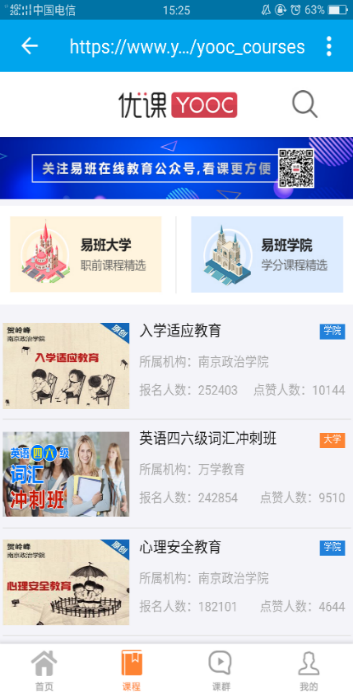 中国电信
15:25
63%
https://www.y…/yooc_courses
优课 YOOC
关注易班在线教育公众号,看课更方便
易班大学
职前课程精选
易班学院
学分课程精选
贺岭峰
南京政治学院
原创
入学适应教育
入学适应教育
学院
所属机构：南京政治学院
报名人数：252403 点赞人数：10144
英语四六级
词汇
冲刺班
英语四六级词汇冲刺班
大学
所属机构：万学教育
报名人数：242854 点赞人数：9510
贺岭峰
南京政治学院
原创
心理安全教育
心理安全教育
学院
所属机构：南京政治学院
报名人数：182101 点赞人数：4644
首页
课程
课群
我的